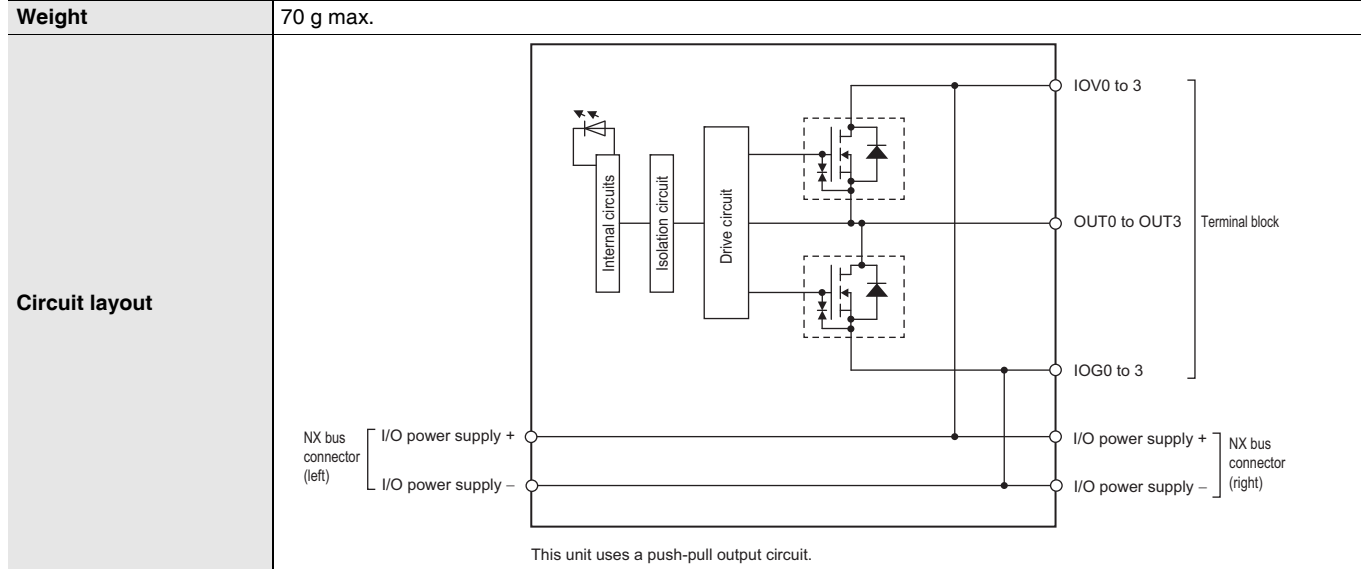 Weight
70 g max.
Circuit layout
Internal circuits
Isolation circuit
Drive circuit
IOV0 to 3
OUT0 to OUT3
Terminal block
IOG0 to 3
NX bus
connector
(left)
I/O power supply +
I/O power supply –
I/O power supply +
I/O power supply –
NX bus
connector
(right)
This unit uses a push-pull output circuit.